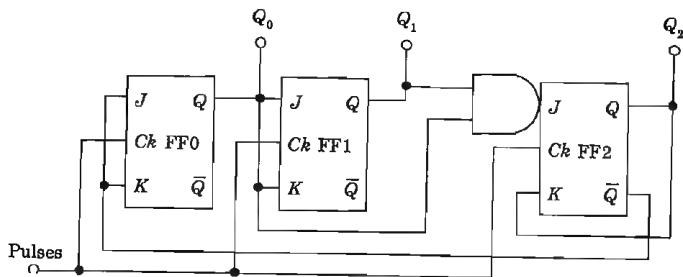 Q₀
Q₁
Q₂
J Q
J Q
J Q
Ck FF0
Ck FF1
Ck FF2
K Q̅
K Q̅
K Q̅
Pulses